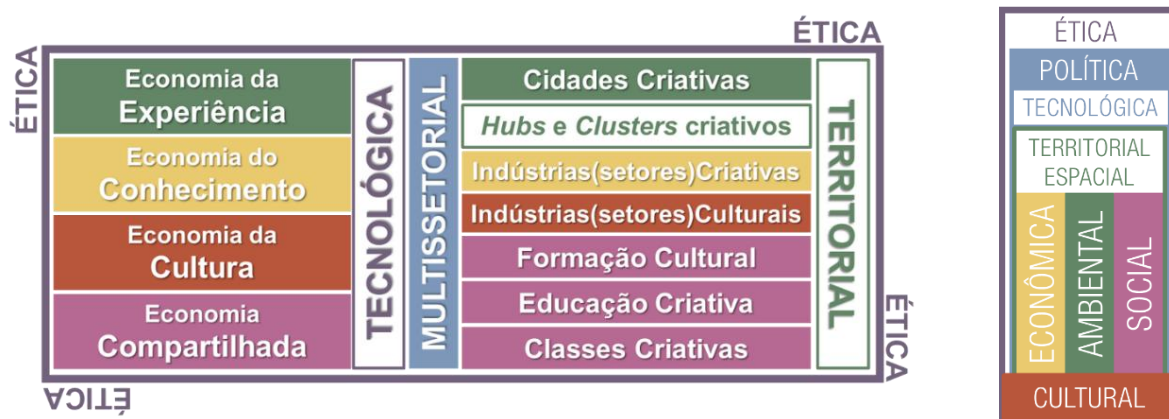 ÉTICA
ÉTICA
Economia da
Experiência
Economia do
Conhecimento
Economia da
Cultura
Economia
Compartilhada
TECNOLÓGICA
MULTISSETORIAL
Cidades Criativas
Hubs e Clusters criativos
Indústrias(setores)Criativas
Indústrias(setores)Culturais
Formação Cultural
Educação Criativa
Classes Criativas
TERRITORIAL
ÉTICA
ÉTICA
ÉTICA
POLÍTICA
TECNOLÓGICA
TERRITORIAL
ESPACIAL
ECONÔMICA
AMBIENTAL
SOCIAL
CULTURAL